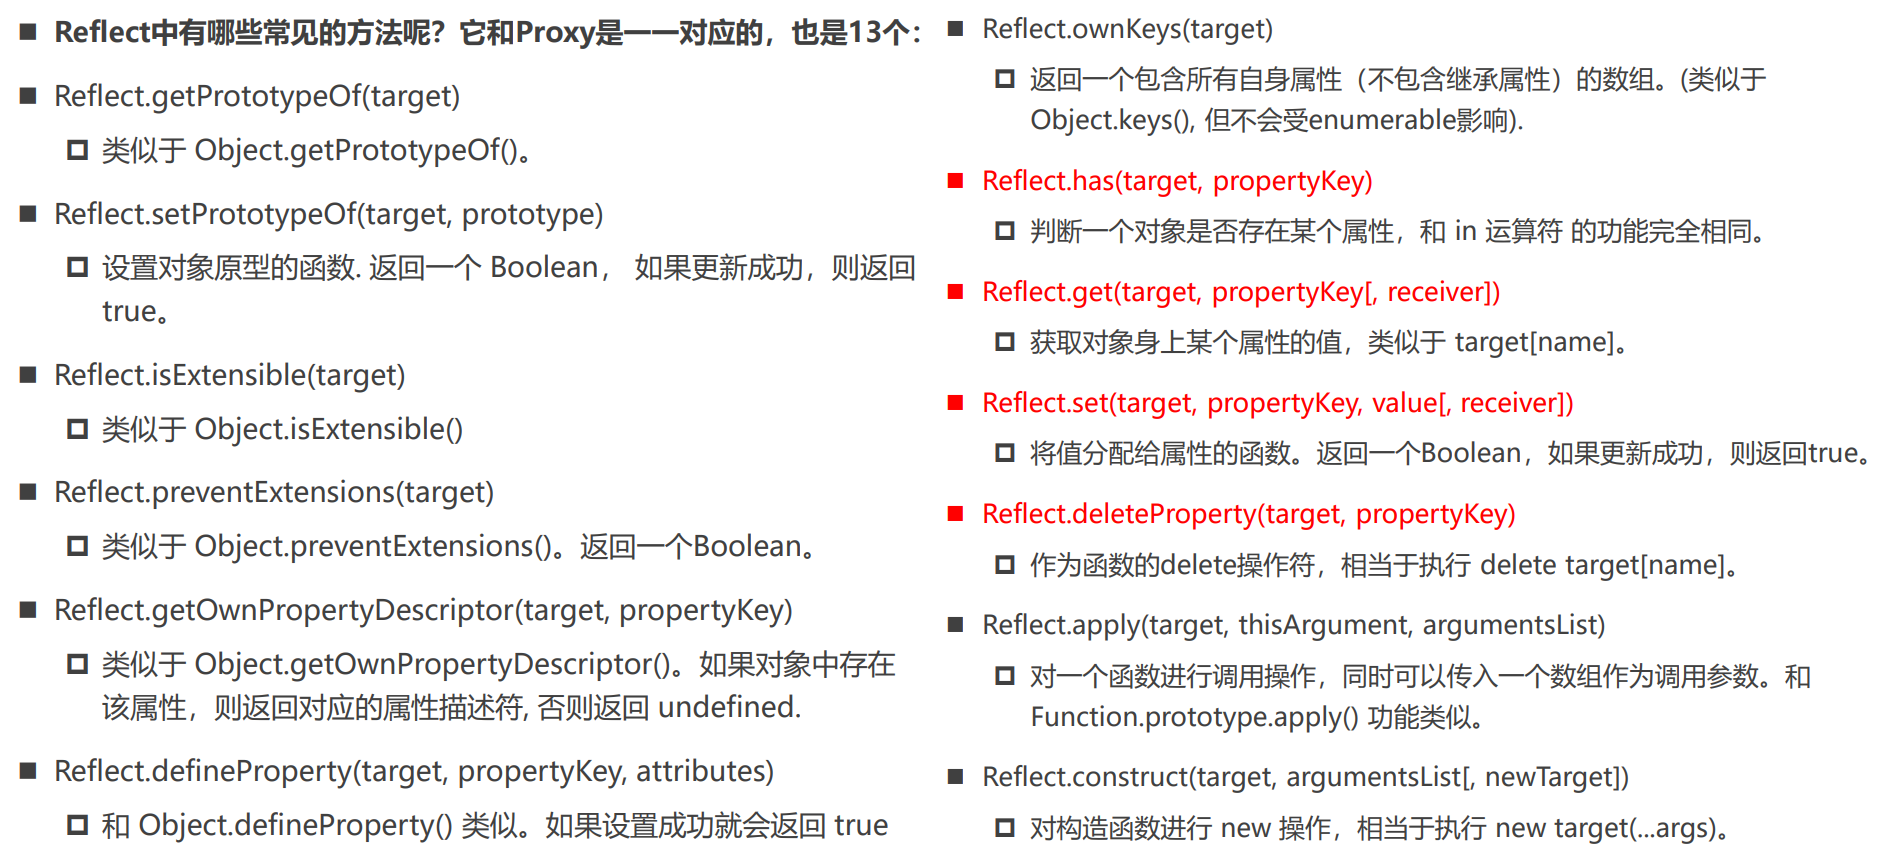 Reflect中有哪些常见的方法呢？它和Proxy是一一对应的，也是13个：
Reflect.getPrototypeOf(target)
类似于 Object.getPrototypeOf()。
Reflect.setPrototypeOf(target, prototype)
设置对象原型的函数. 返回一个 Boolean， 如果更新成功，则返回
true。
Reflect.isExtensible(target)
类似于 Object.isExtensible()
Reflect.preventExtensions(target)
类似于 Object.preventExtensions()。返回一个Boolean。
Reflect.getOwnPropertyDescriptor(target, propertyKey)
类似于 Object.getOwnPropertyDescriptor()。如果对象中存在
该属性，则返回对应的属性描述符, 否则返回 undefined.
Reflect.defineProperty(target, propertyKey, attributes)
和 Object.defineProperty() 类似。如果设置成功就会返回 true
Reflect.ownKeys(target)
返回一个包含所有自身属性（不包含继承属性）的数组。(类似于
Object.keys(), 但不会受enumerable影响).
Reflect.has(target, propertyKey)
判断一个对象是否存在某个属性，和 in 运算符 的功能完全相同。
Reflect.get(target, propertyKey[, receiver])
获取对象身上某个属性的值，类似于 target[name]。
Reflect.set(target, propertyKey, value[, receiver])
将值分配给属性的函数。返回一个Boolean，如果更新成功，则返回true。
Reflect.deleteProperty(target, propertyKey)
作为函数的delete操作符，相当于执行 delete target[name]。
Reflect.apply(target, thisArgument, argumentsList)
对一个函数进行调用操作，同时可以传入一个数组作为调用参数。和
Function.prototype.apply() 功能类似。
Reflect.construct(target, argumentsList[, newTarget])
对构造函数进行 new 操作，相当于执行 new target(...args)。